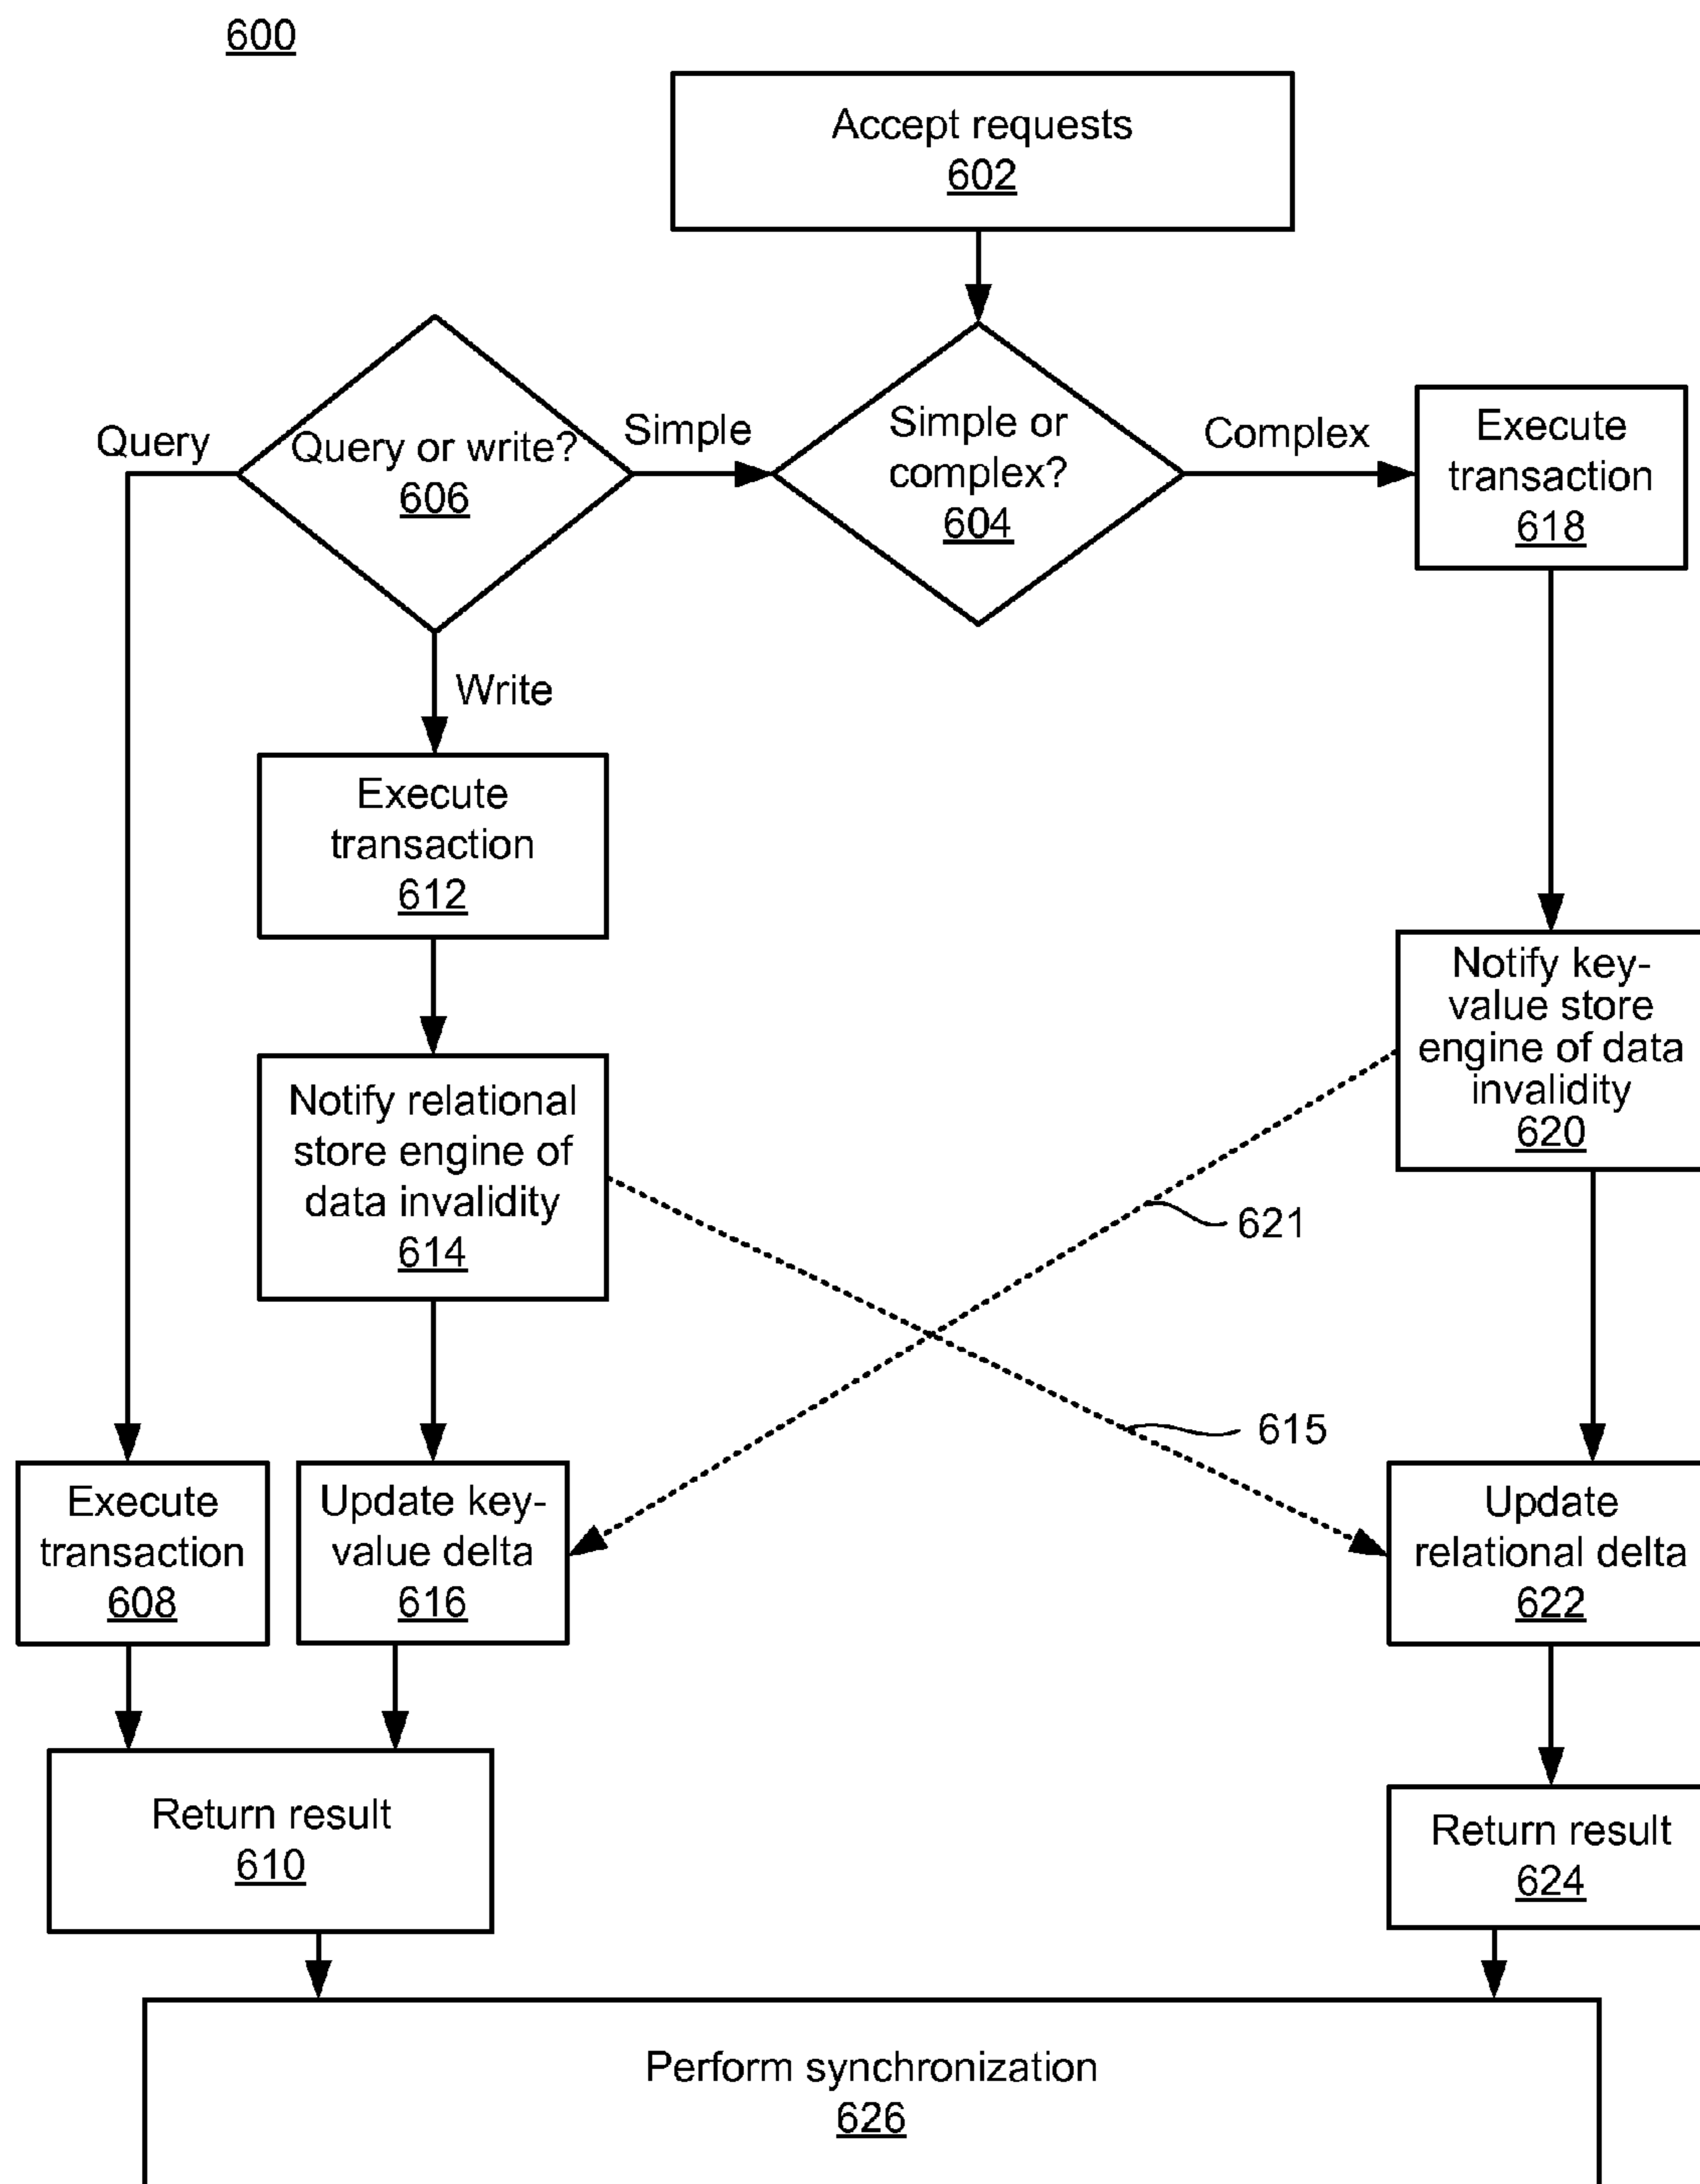 600
Accept requests
602
Query
Query or write?
606
Simple
Simple or
complex?
604
Complex
Execute
transaction
618
Write
Execute
transaction
612
Notify key-
value store
engine of data
invalidity
620
Notify relational
store engine of
data invalidity
614
621
615
Execute
transaction
608
Update key-
value delta
616
Update
relational delta
622
Return result
610
Return result
624
Perform synchronization
626